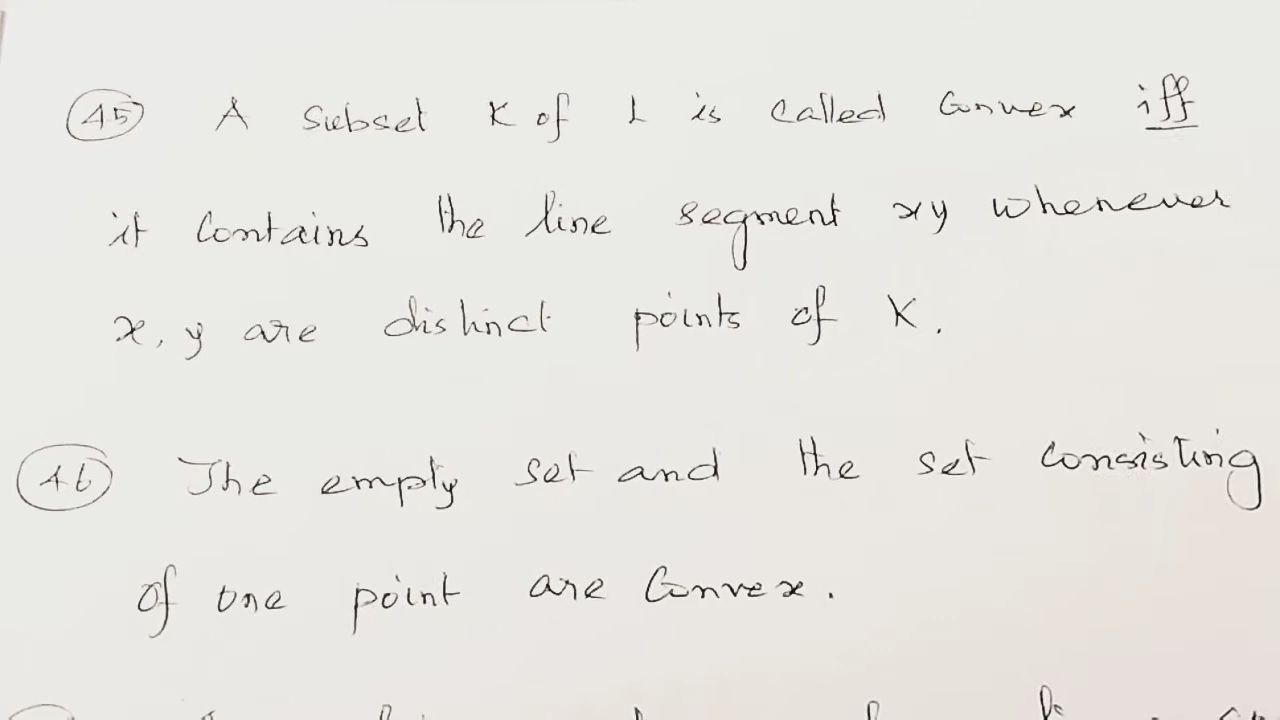 45 A subset K of L is called Convex iff
it contains the line segment xy whenever
x, y are distinct points of K.
46 The empty set and the set consisting
of one point are Convex.